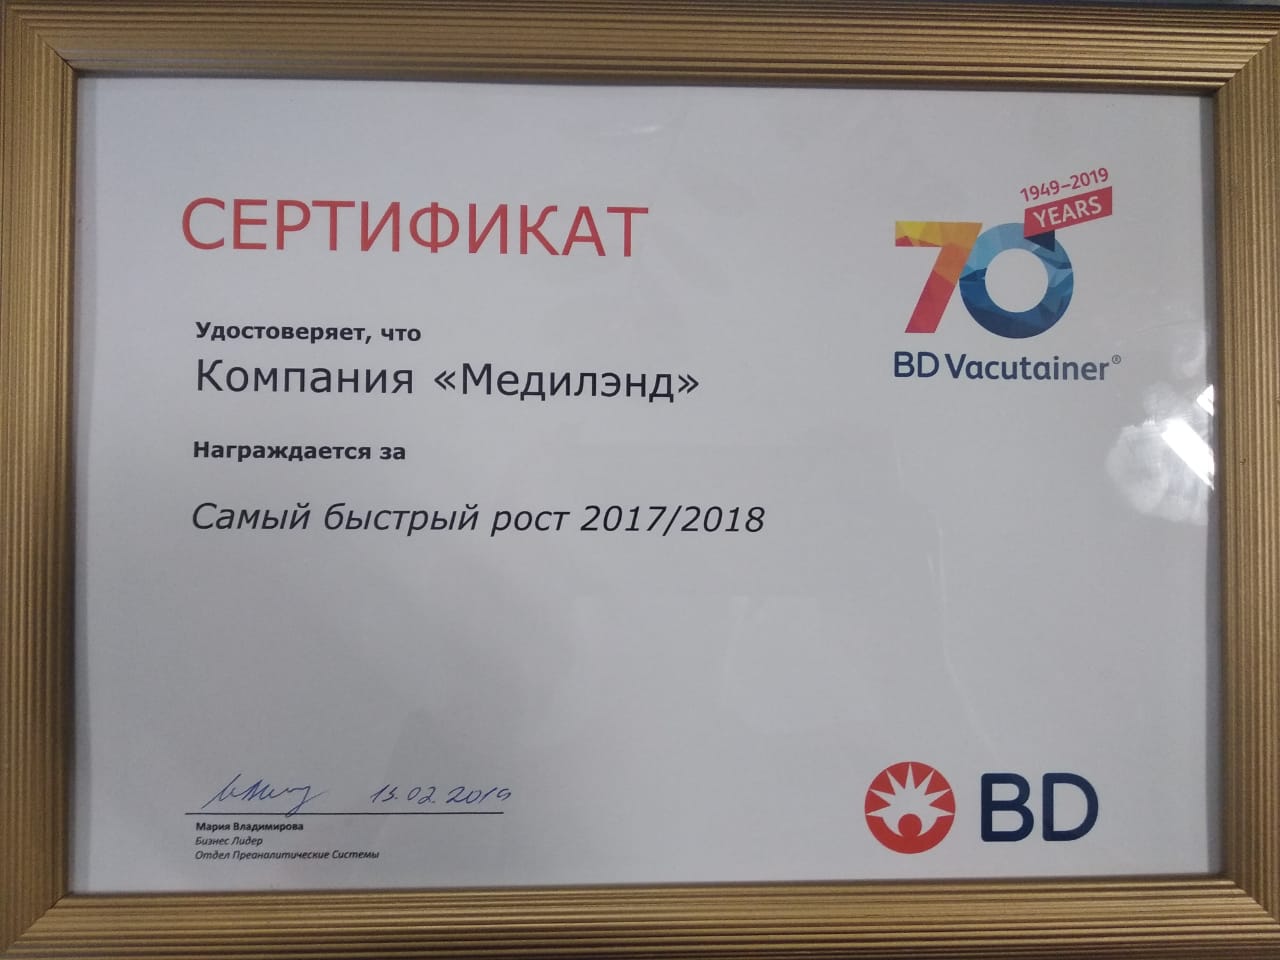 СЕРТИФИКАТ
1949–2019
YEARS
70
BD Vacutainer®
Удостоверяет, что
Компания «Медилэнд»
Награждается за
Самый быстрый рост 2017/2018
13.02.2019
Мария Владимирова
Бизнес Лидер
Отдел Преаналитические Системы
BD